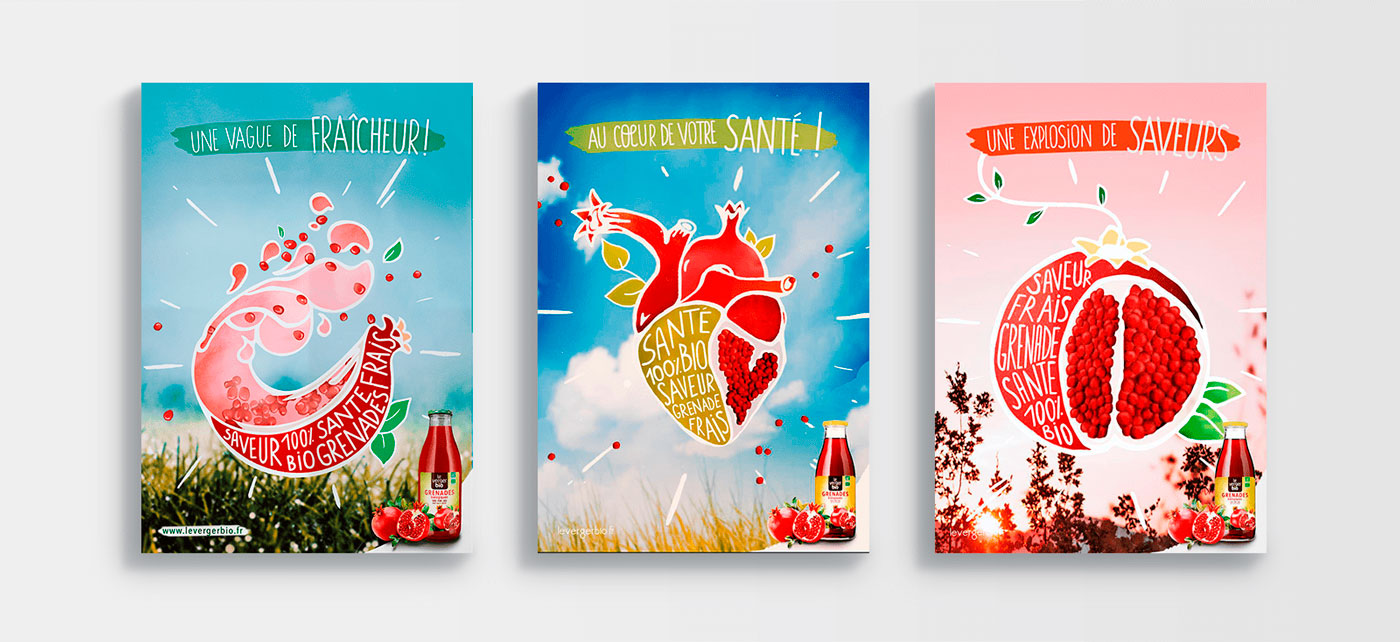 UNE VAGUE DE FRAÎCHEUR!
SAVEUR 100% SANTÉ FRAIS
BIO GRENADES
le
verger
bio
GRENADES
www.levergerbio.fr
AU CŒUR DE VOTRE SANTÉ !
SANTÉ
100% BIO
SAVEUR
GRENADE
FRAIS
le
verger
bio
GRENADES
levergerbio.fr
UNE EXPLOSION DE SAVEURS
SAVEUR
FRAIS
GRENADE
SANTÉ
100%
BIO
le
verger
bio
GRENADES